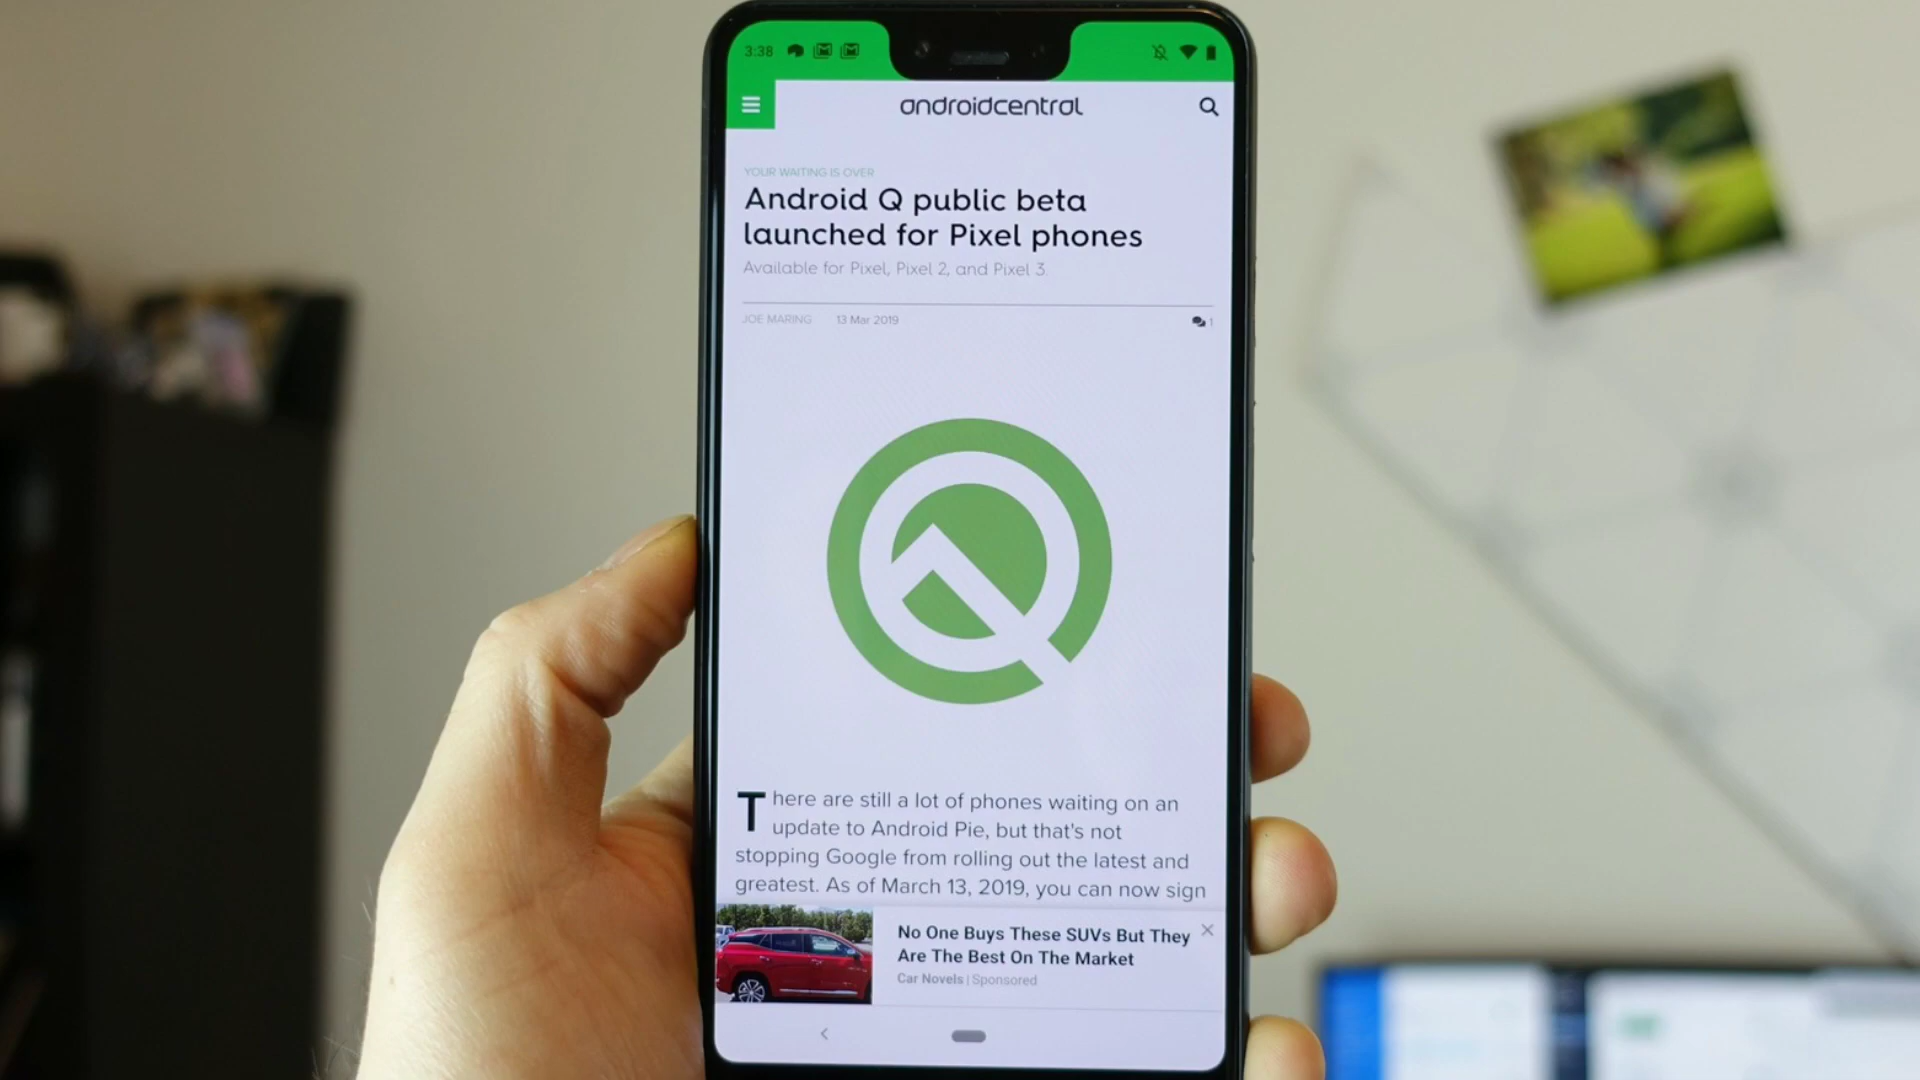 3:38
androidcentral
YOUR WAITING IS OVER
Android Q public beta
launched for Pixel phones
Available for Pixel, Pixel 2, and Pixel 3
JOE MARING 13 Mar 2019 1
There are still a lot of phones waiting on an
update to Android Pie, but that's not
stopping Google from rolling out the latest and
greatest. As of March 13, 2019, you can now sign
No One Buys These SUVs But They
Are The Best On The Market
Car Novels | Sponsored